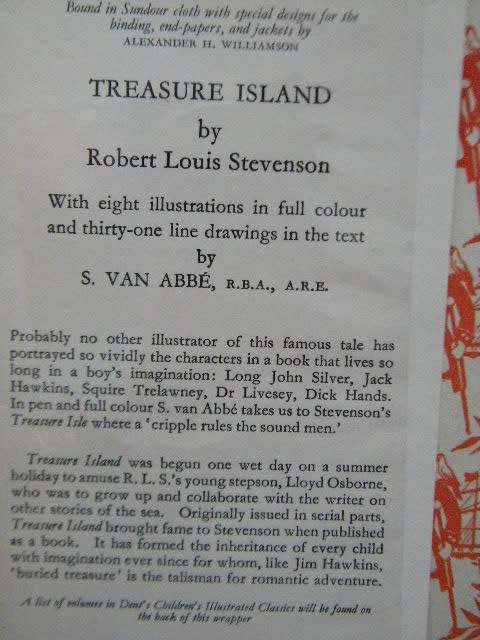 Bound in Sundour cloth with special designs for the
binding, end-papers, and jackets by
ALEXANDER H. WILLIAMSON
TREASURE ISLAND
by
Robert Louis Stevenson
With eight illustrations in full colour
and thirty-one line drawings in the text
by
S. VAN ABBÉ, R.B.A., A.R.E.
Probably no other illustrator of this famous tale has
portrayed so vividly the characters in a book that lives so
long in a boy's imagination: Long John Silver, Jack
Hawkins, Squire Trelawney, Dr Livesey, Dick Hands.
In pen and full colour S. van Abbé takes us to Stevenson's
Treasure Isle where a 'cripple rules the sound men.'
Treasure Island was begun one wet day on a summer
holiday to amuse R. L. S.'s young stepson, Lloyd Osborne,
who was to grow up and collaborate with the writer on
other stories of the sea. Originally issued in serial parts,
Treasure Island brought fame to Stevenson when published
as a book. It has formed the inheritance of every child
with imagination ever since for whom, like Jim Hawkins,
'buried treasure' is the talisman for romantic adventure.
A list of volumes in Dent's Children's Illustrated Classics will be found on
the back of this wrapper